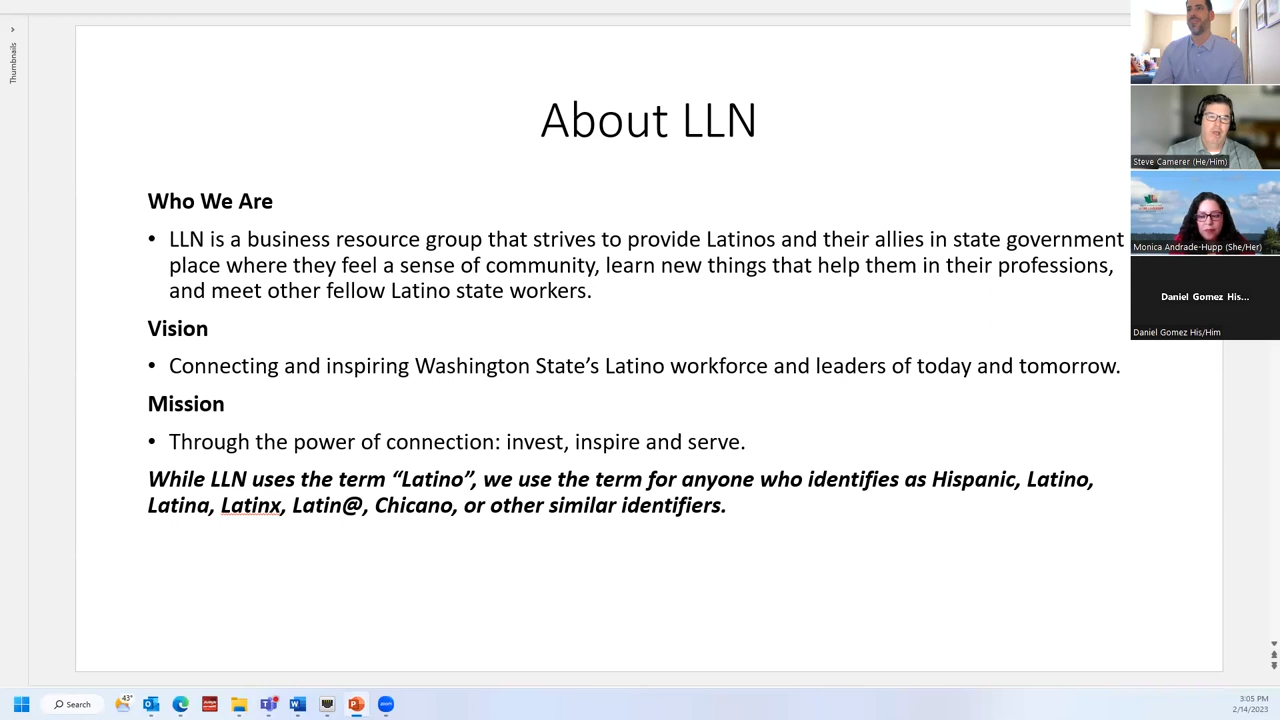 Thumbnails
About LLN
Who We Are
• LLN is a business resource group that strives to provide Latinos and their allies in state government
place where they feel a sense of community, learn new things that help them in their professions,
and meet other fellow Latino state workers.
Vision
• Connecting and inspiring Washington State’s Latino workforce and leaders of today and tomorrow.
Mission
• Through the power of connection: invest, inspire and serve.
While LLN uses the term “Latino”, we use the term for anyone who identifies as Hispanic, Latino,
Latina, Latinx, Latin@, Chicano, or other similar identifiers.
Steve Camerer (He/Him)
Monica Andrade-Hupp (She/Her)
Daniel Gomez His...
Daniel Gomez His/Him
43°
Search
zoom
3:05 PM
2/14/2023